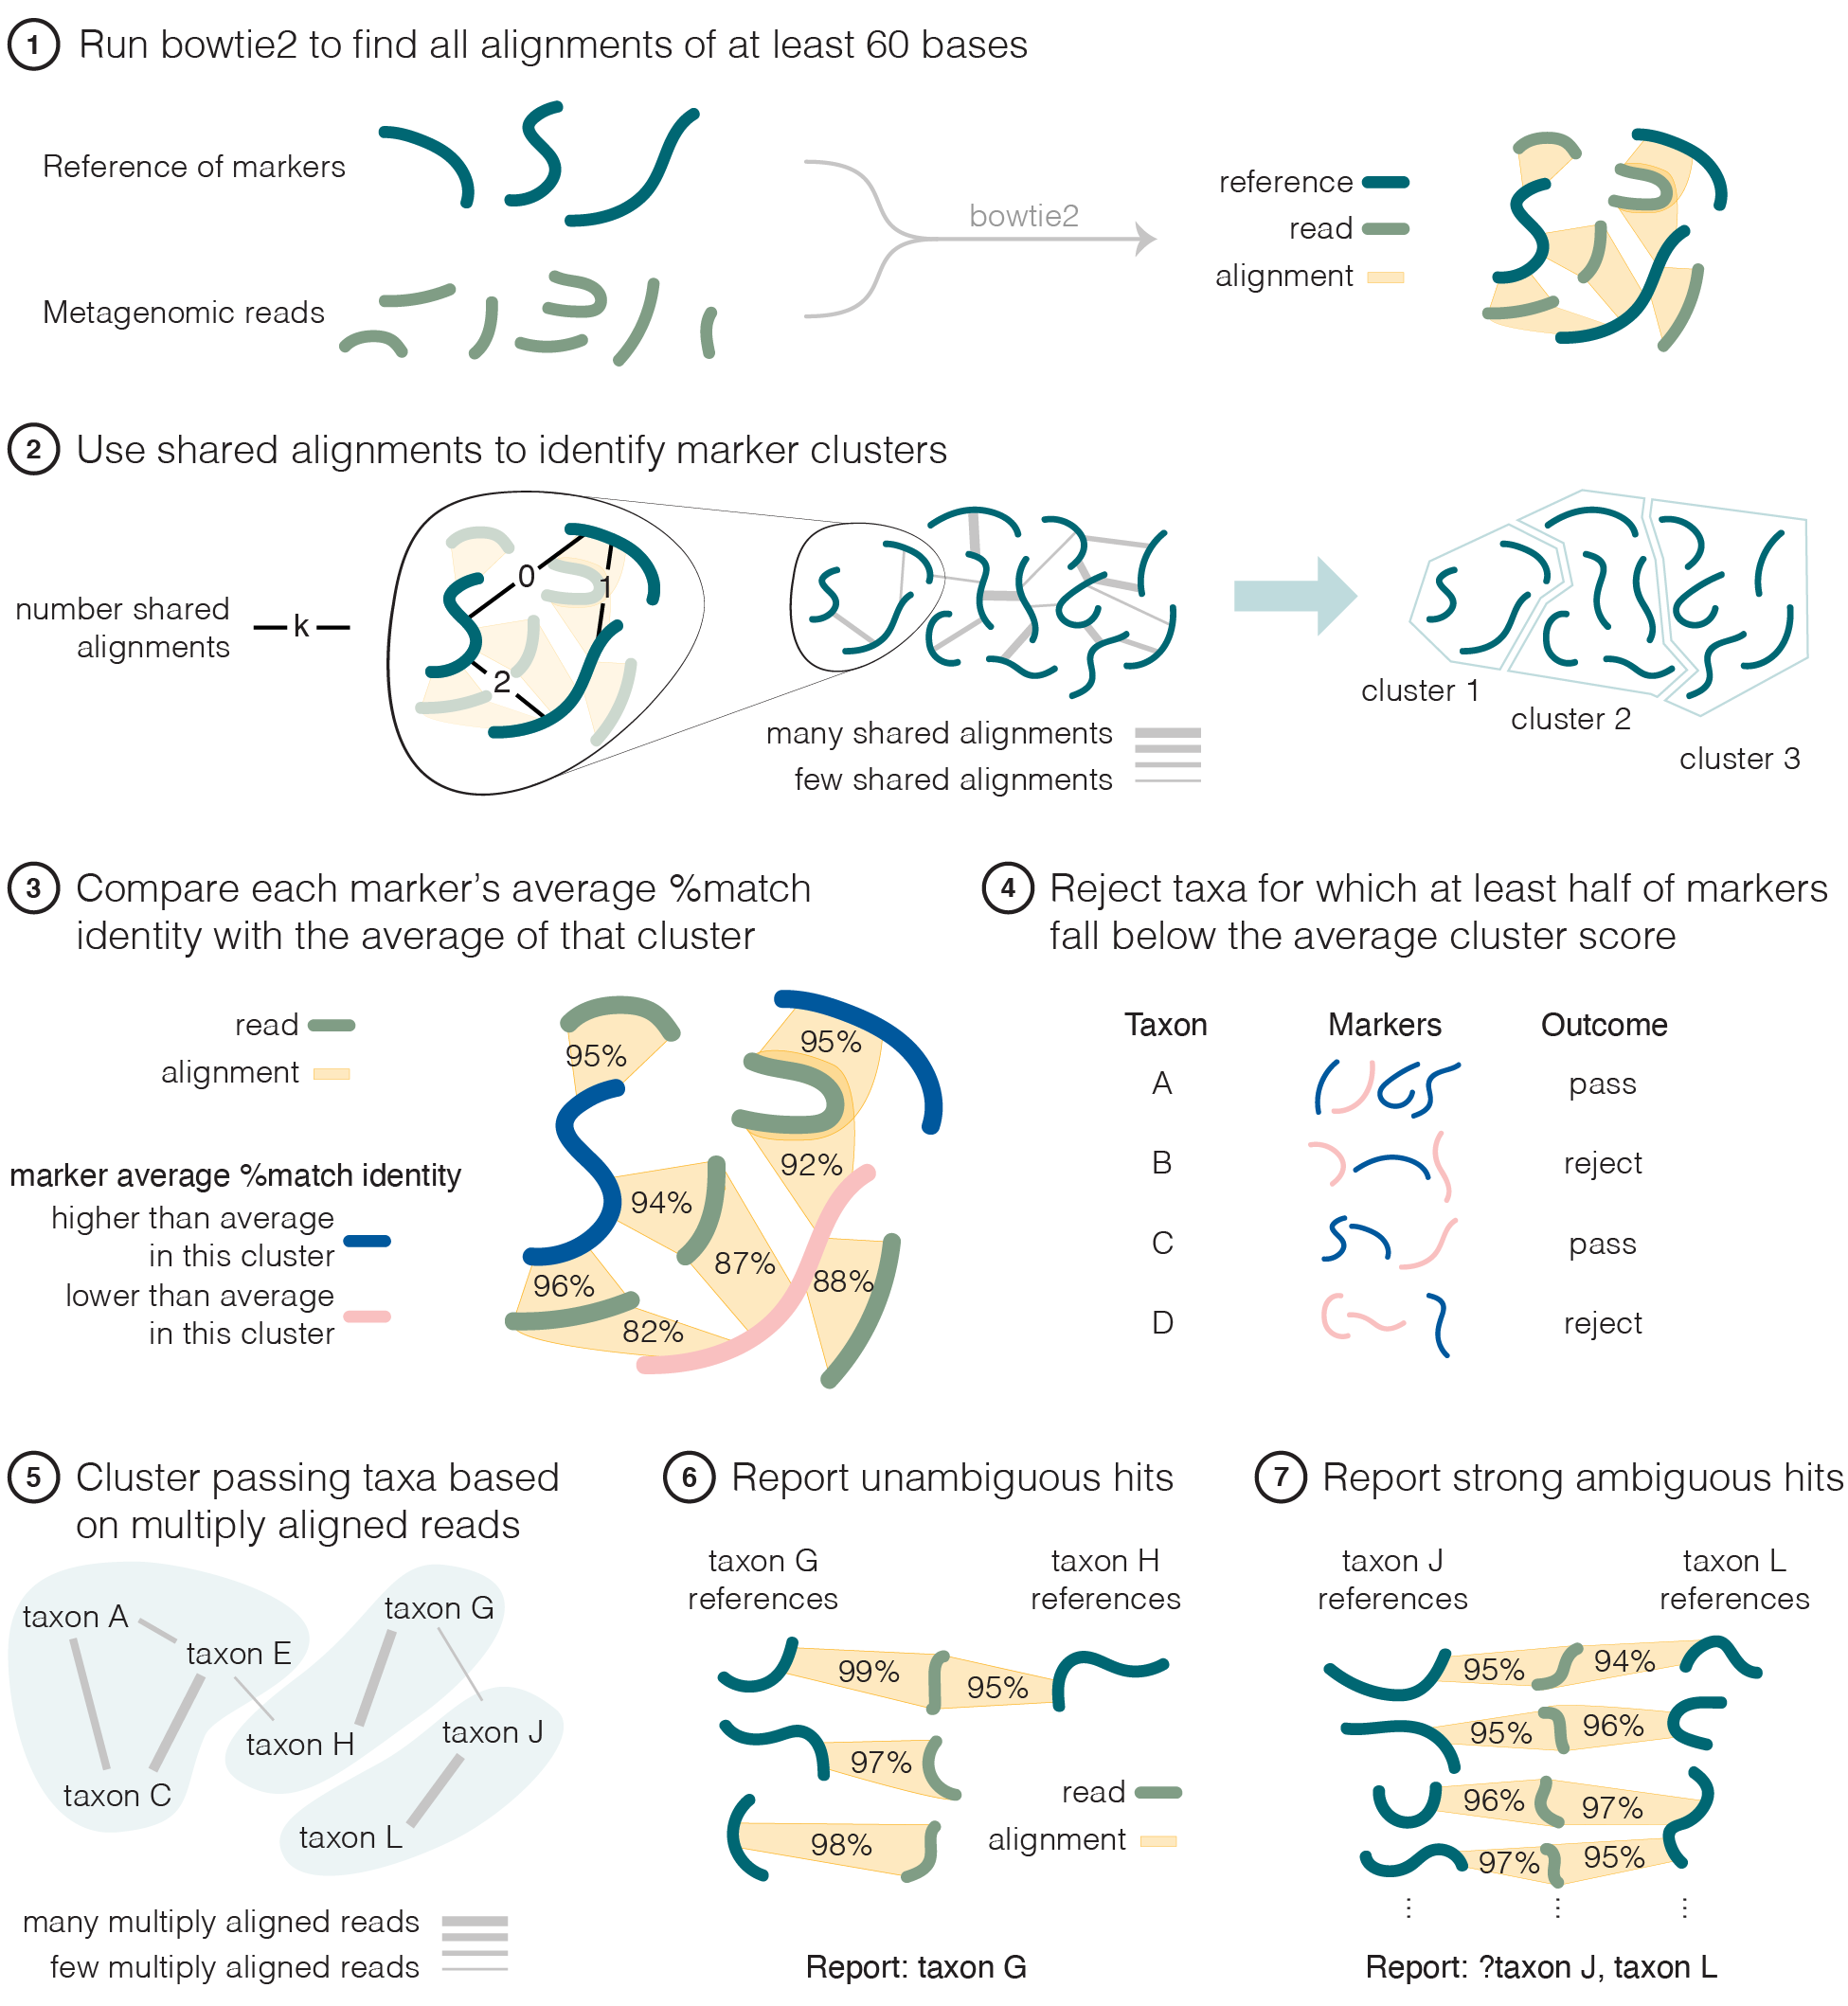 1 Run bowtie2 to find all alignments of at least 60 bases
Reference of markers
Metagenomic reads
bowtie2
reference
read
alignment
2 Use shared alignments to identify marker clusters
number shared
alignments
k
0
1
2
many shared alignments
few shared alignments
cluster 1
cluster 2
cluster 3
3 Compare each marker's average %match
identity with the average of that cluster
read
alignment
marker average %match identity
higher than average
in this cluster
lower than average
in this cluster
95%
95%
92%
94%
87%
88%
96%
82%
4 Reject taxa for which at least half of markers
fall below the average cluster score
Taxon Markers Outcome
A pass
B reject
C pass
D reject
5 Cluster passing taxa based
on multiply aligned reads
taxon A
taxon E
taxon C
taxon G
taxon H
taxon J
taxon L
many multiply aligned reads
few multiply aligned reads
6 Report unambiguous hits
taxon G
references
taxon H
references
99% 95%
97%
98%
read
alignment
Report: taxon G
7 Report strong ambiguous hits
taxon J
references
taxon L
references
95% 94%
95% 96%
96% 97%
97% 95%
Report: ?taxon J, taxon L